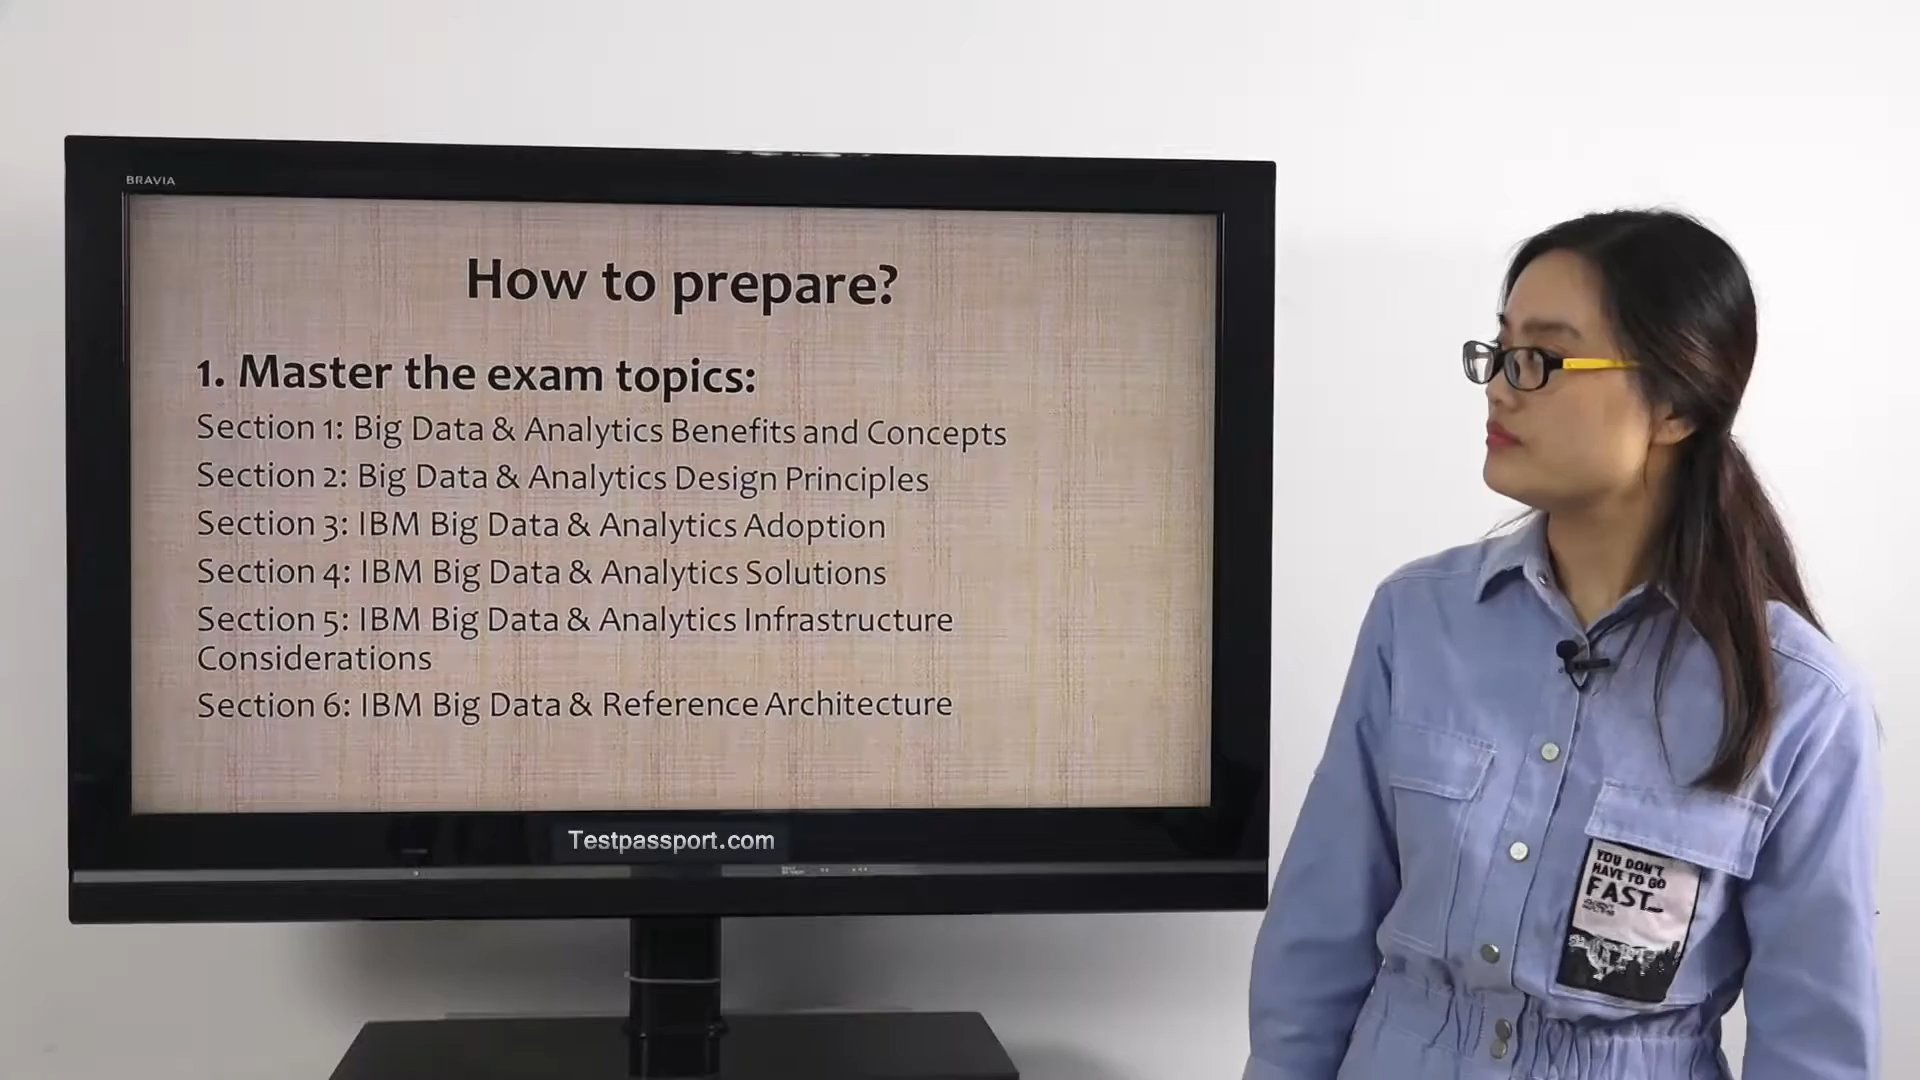 BRAVIA
How to prepare?
1. Master the exam topics:
Section 1: Big Data & Analytics Benefits and Concepts
Section 2: Big Data & Analytics Design Principles
Section 3: IBM Big Data & Analytics Adoption
Section 4: IBM Big Data & Analytics Solutions
Section 5: IBM Big Data & Analytics Infrastructure
Considerations
Section 6: IBM Big Data & Reference Architecture
Testpassport.com
YOU DON'T
HAVE TO GO
FAST_